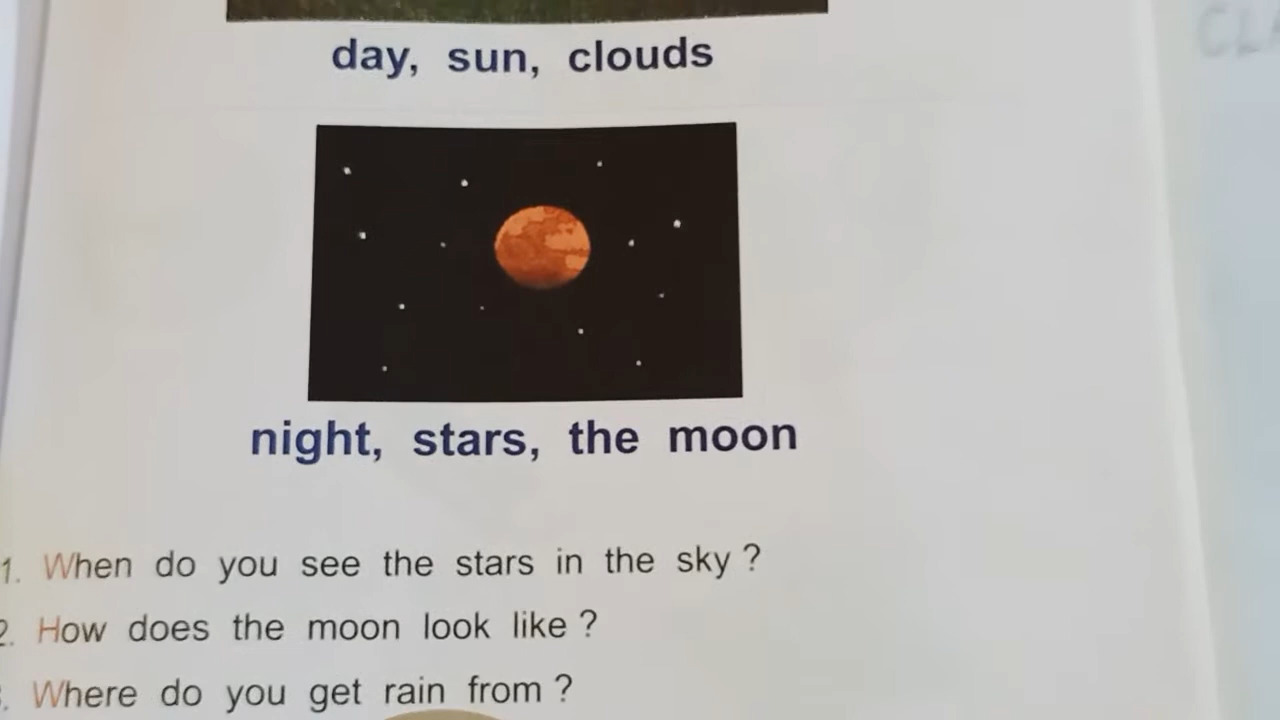 day, sun, clouds
night, stars, the moon
1. When do you see the stars in the sky ?
2. How does the moon look like ?
. Where do you get rain from ?